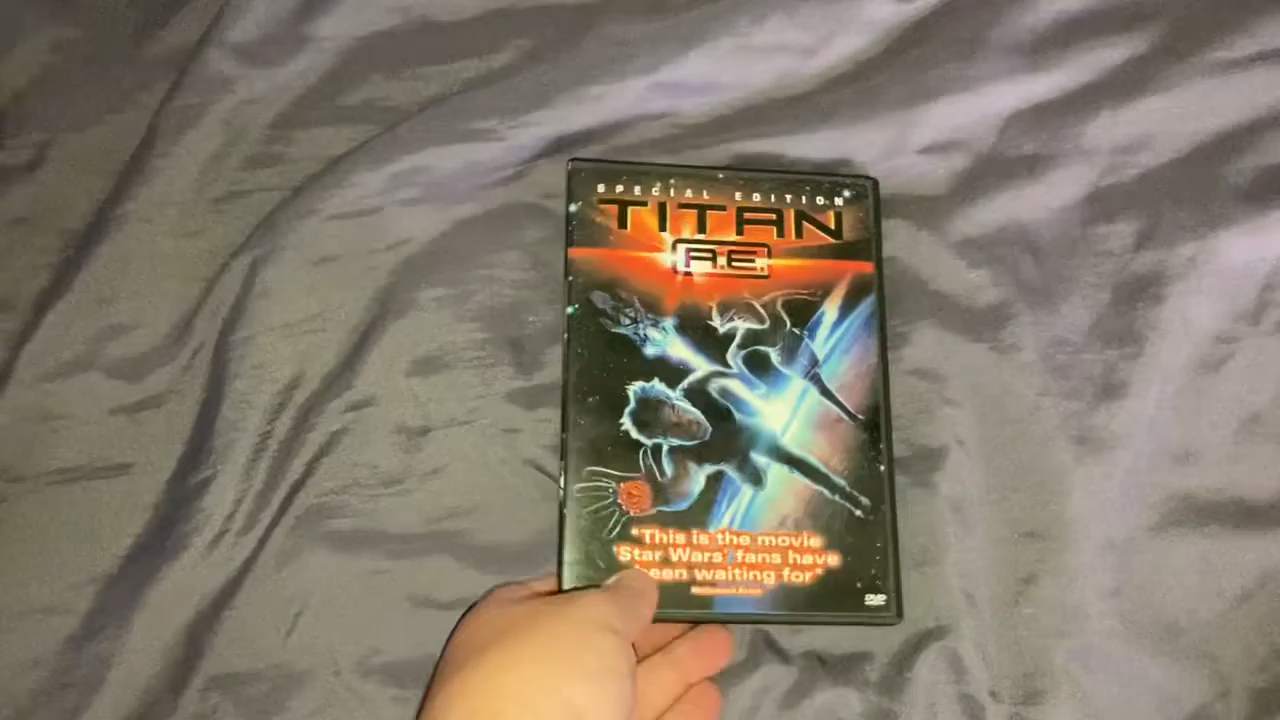 SPECIAL EDITION
TITAN
A.E.
"This is the movie
'Star Wars' fans have
been waiting for"
DVD